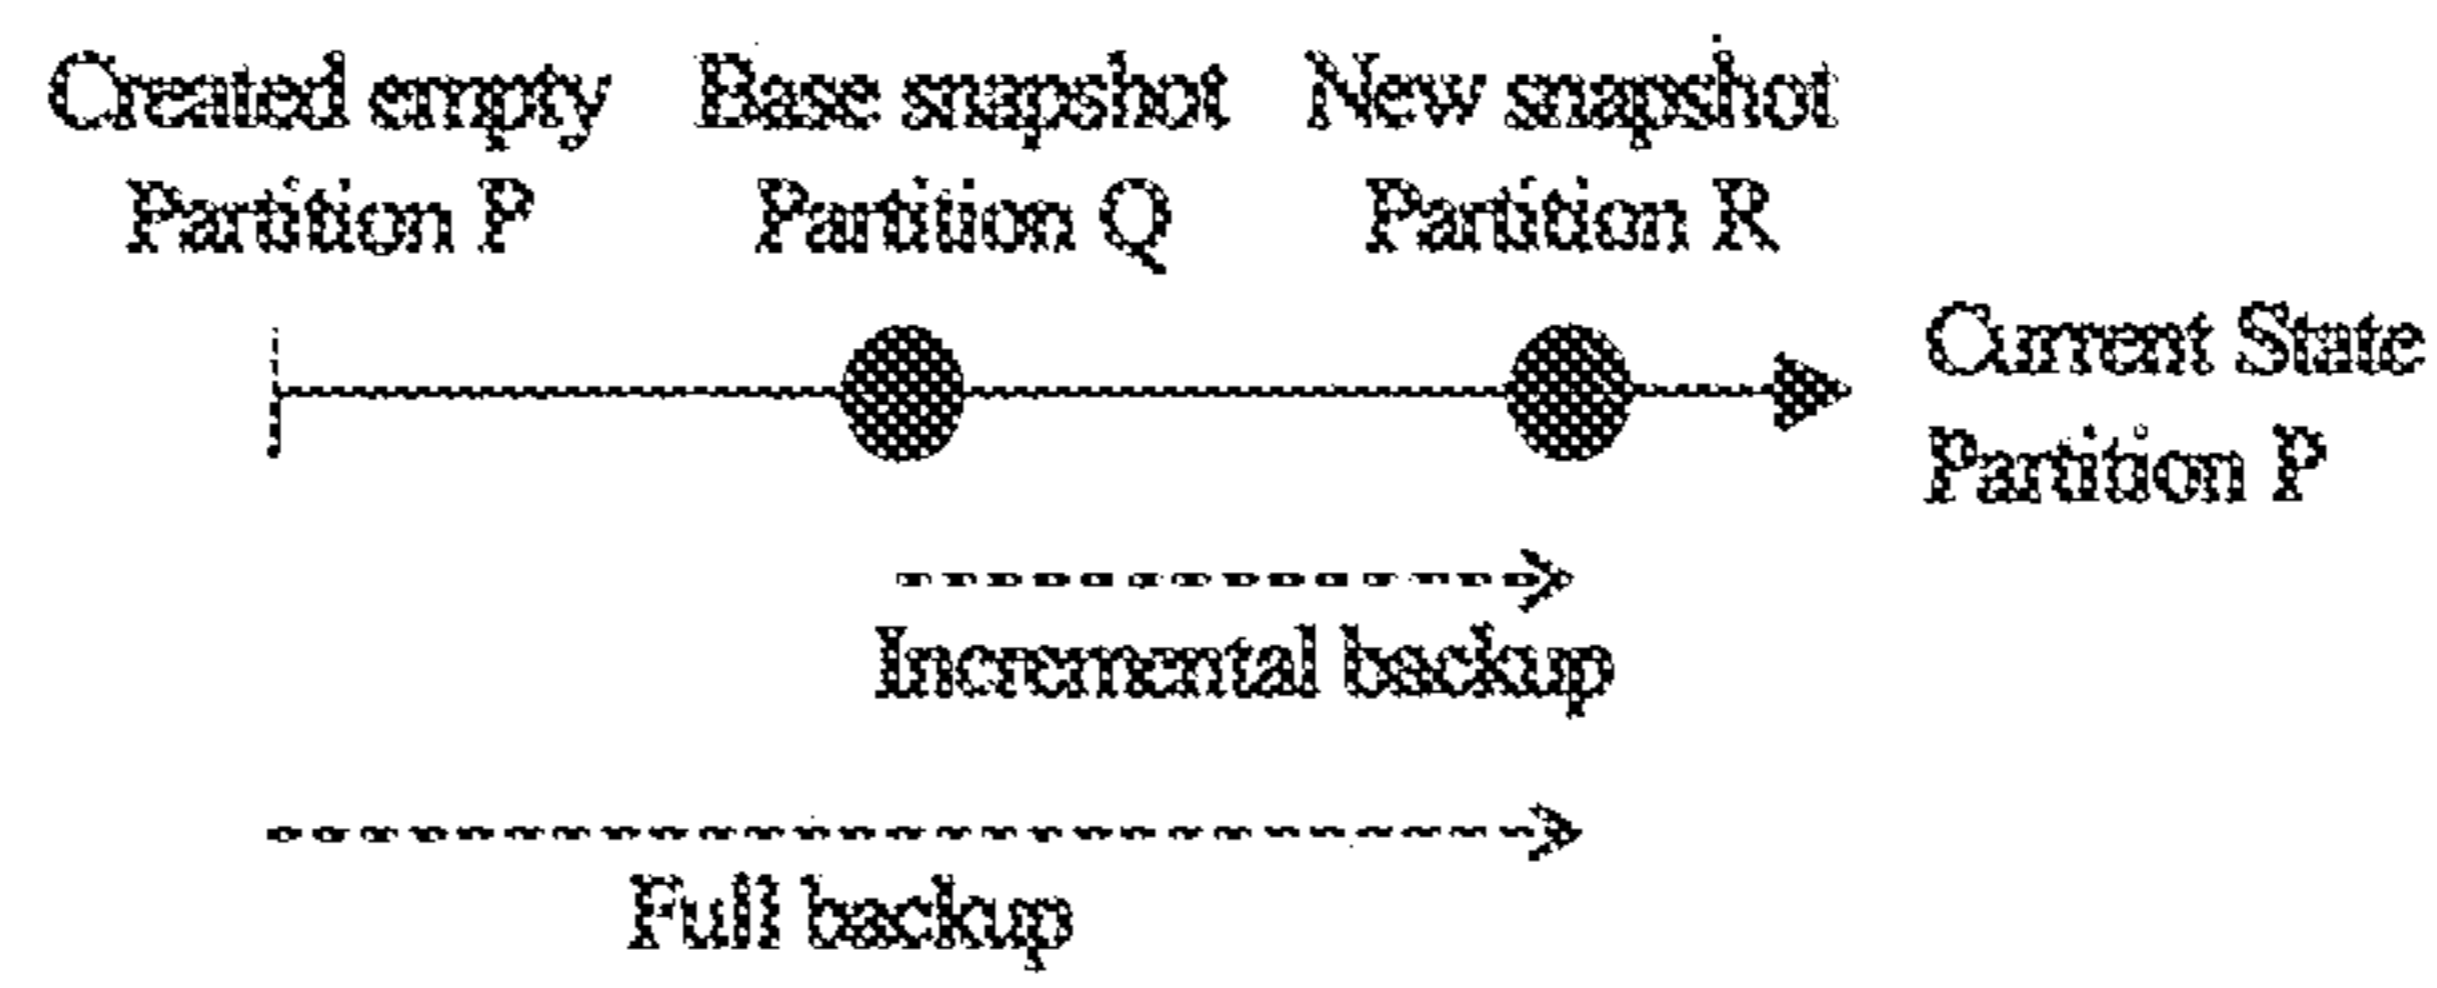 Created empty
Partition P
Base snapshot
Partition Q
New snapshot
Partition R
Current State
Partition P
Incremental backup
Full backup